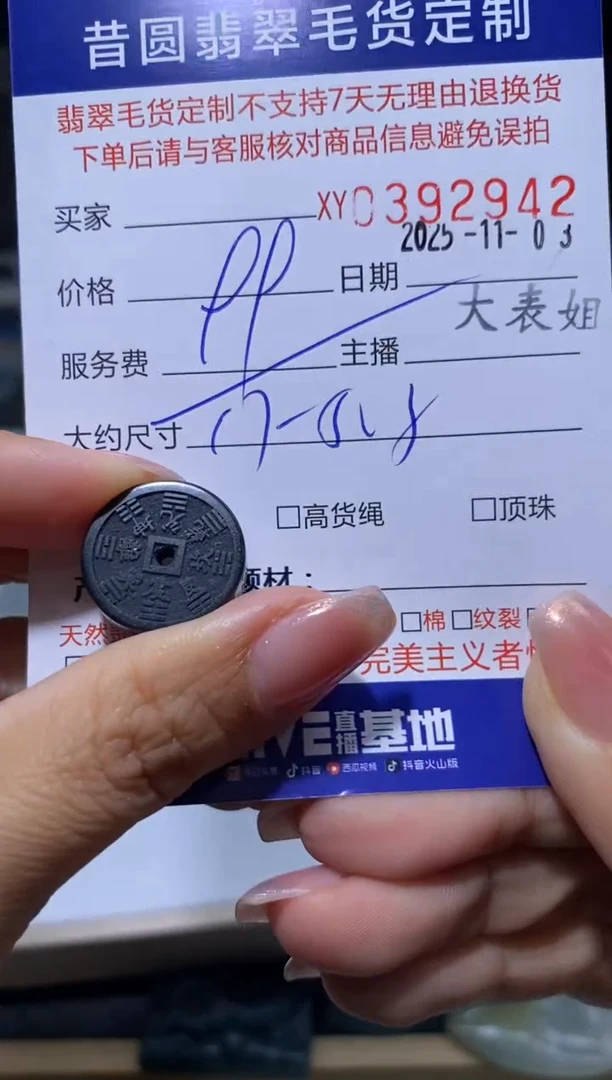 昔圆翡翠毛货定制
翡翠毛货定制不支持7天无理由退换货
下单后请与客服核对商品信息避免误拍
买家 XY0392942
2025-11-03
价格 日期
大表姐
服务费 主播
大约尺寸
□高货绳 □顶珠
天然
□棉 □纹裂
完美主义者
直播基地
抖音 西瓜视频 抖音火山版